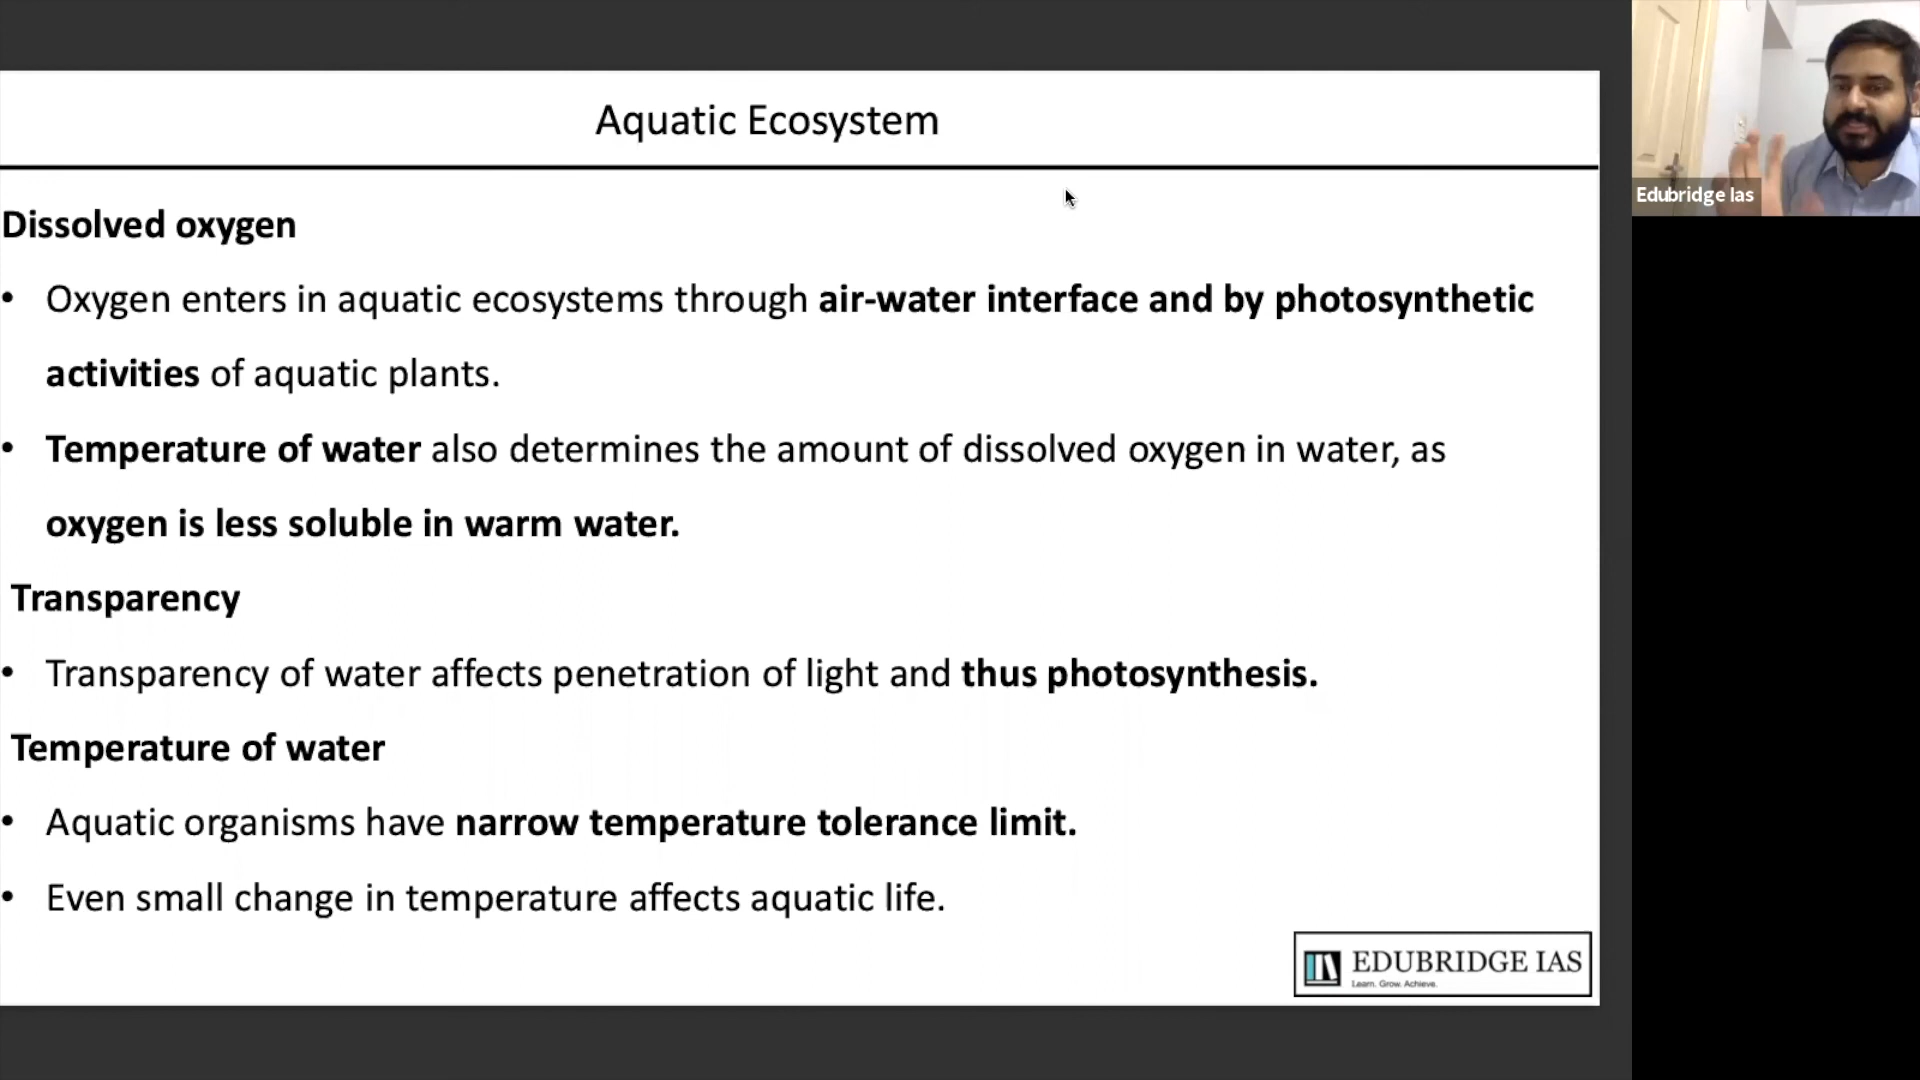 Aquatic Ecosystem
Edubridge Ias
Dissolved oxygen
• Oxygen enters in aquatic ecosystems through air-water interface and by photosynthetic
activities of aquatic plants.
• Temperature of water also determines the amount of dissolved oxygen in water, as
oxygen is less soluble in warm water.
Transparency
• Transparency of water affects penetration of light and thus photosynthesis.
Temperature of water
• Aquatic organisms have narrow temperature tolerance limit.
• Even small change in temperature affects aquatic life.
EDUBRIDGE IAS
Learn. Grow. Achieve.